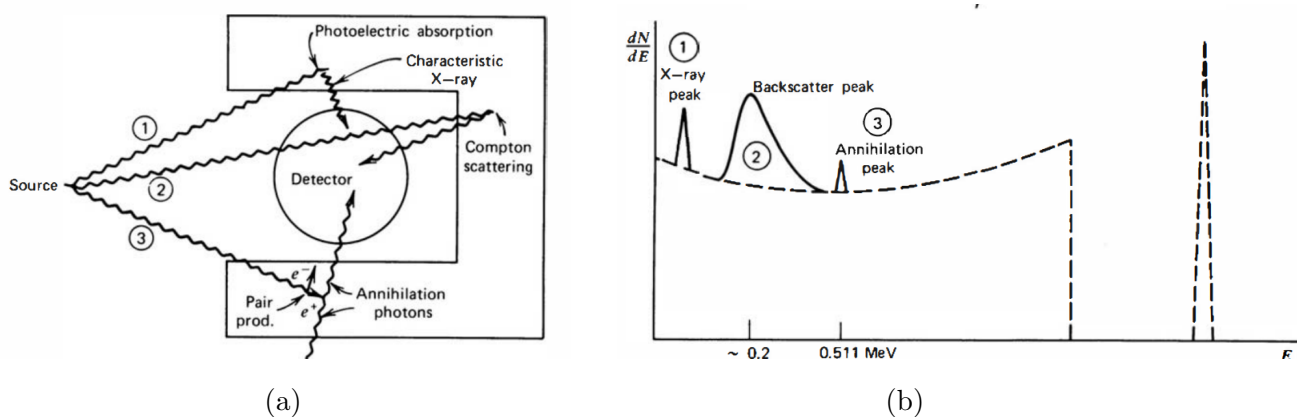 Photoelectric absorption
Characteristic
X—ray
1
Compton
scattering
Source
2
Detector
3
e⁻
Pair
prod.
e⁺
Annihilation
photons
(a)
dN
dE
1
X—ray
peak
Backscatter peak
3
Annihilation
peak
2
~ 0.2
0.511 MeV
E
(b)